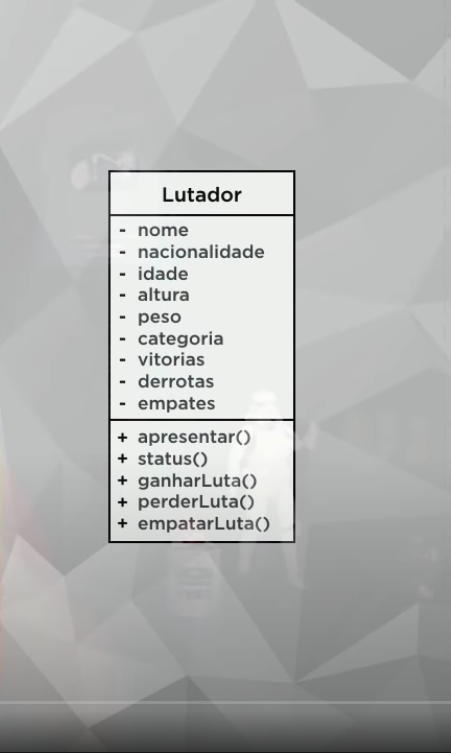 Lutador
- nome
- nacionalidade
- idade
- altura
- peso
- categoria
- vitorias
- derrotas
- empates
+ apresentar()
+ status()
+ ganharLuta()
+ perderLuta()
+ empatarLuta()